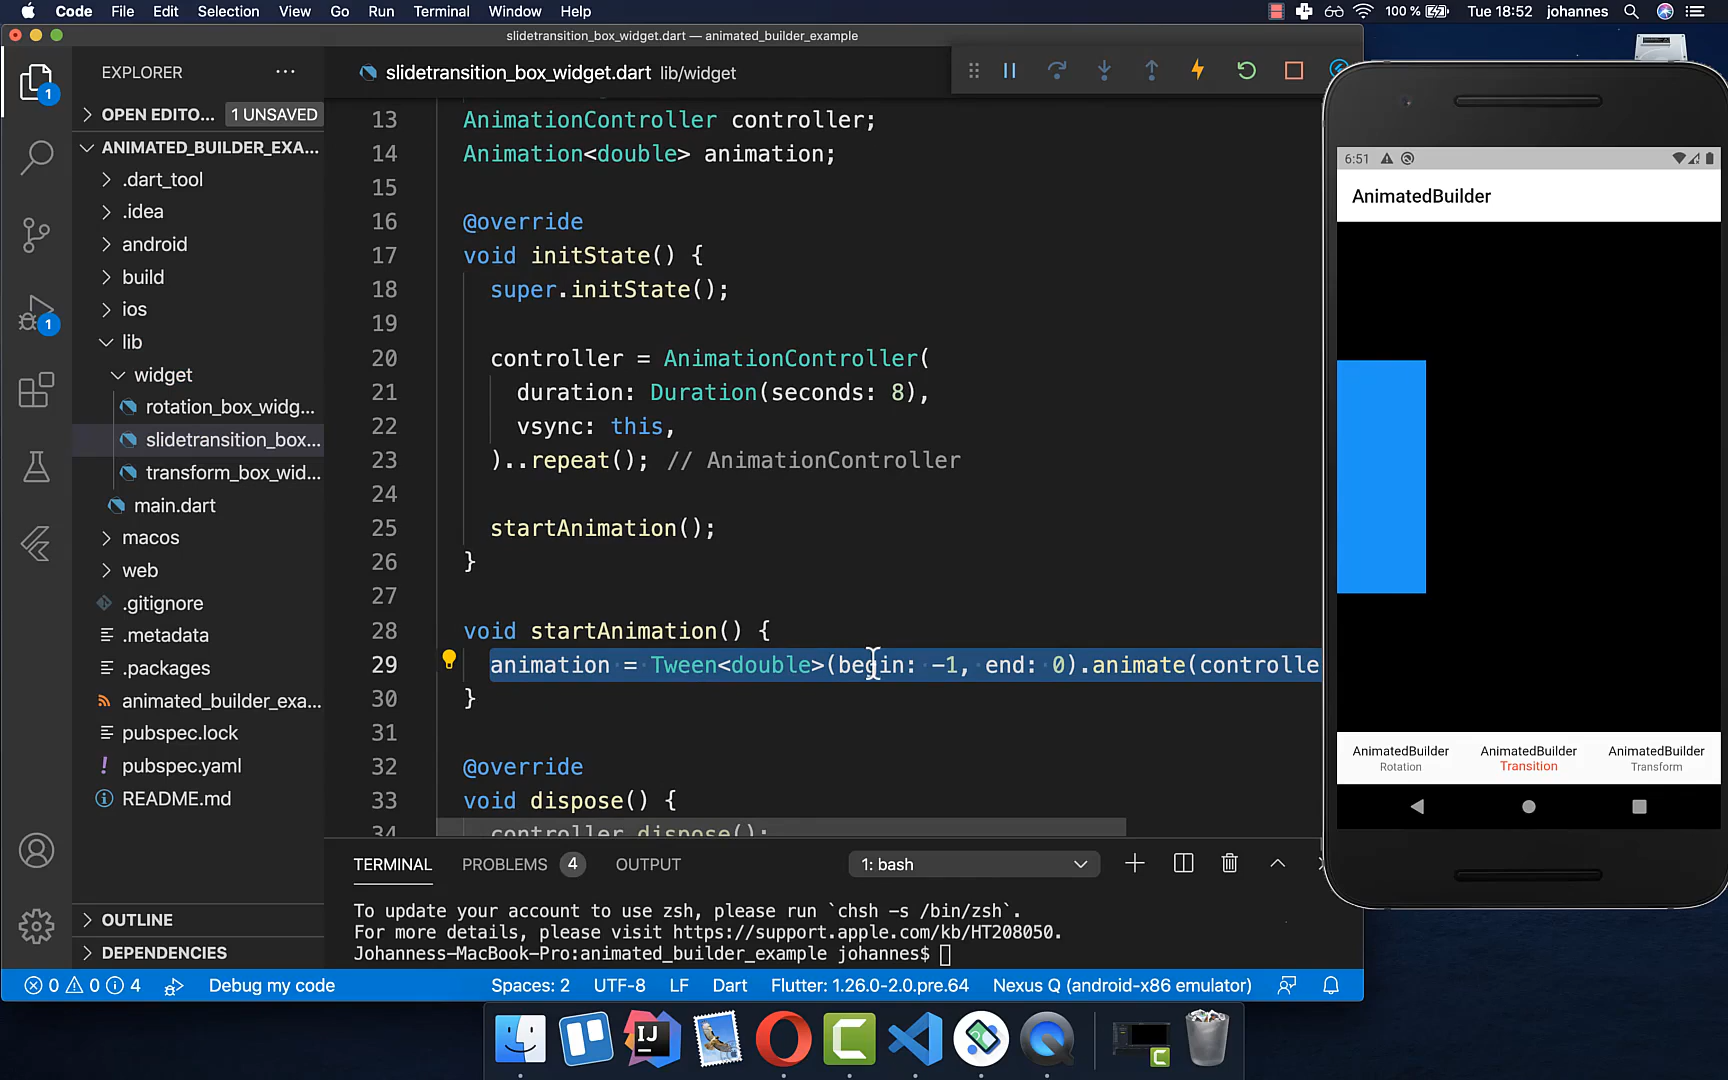 Code File Edit Selection View Go Run Terminal Window Help
100 % Tue 18:52 johannes
slidetransition_box_widget.dart — animated_builder_example
EXPLORER
slidetransition_box_widget.dart lib/widget
1
OPEN EDITO... 1 UNSAVED
ANIMATED_BUILDER_EXA...
.dart_tool
.idea
android
build
ios
lib
widget
rotation_box_widg...
slidetransition_box...
transform_box_wid...
main.dart
macos
web
.gitignore
.metadata
.packages
animated_builder_exa...
pubspec.lock
! pubspec.yaml
README.md
OUTLINE
DEPENDENCIES
1
13 AnimationController controller;
14 Animation<double> animation;
15
16 @override
17 void initState() {
18 super.initState();
19
20 controller = AnimationController(
21 duration: Duration(seconds: 8),
22 vsync: this,
23 )..repeat(); // AnimationController
24
25 startAnimation();
26 }
27
28 void startAnimation() {
29 animation = Tween<double>(begin: -1, end: 0).animate(controlle
30 }
31
32 @override
33 void dispose() {
34 controller.dispose();
TERMINAL PROBLEMS 4 OUTPUT 1: bash
To update your account to use zsh, please run `chsh -s /bin/zsh`.
For more details, please visit https://support.apple.com/kb/HT208050.
Johanness-MacBook-Pro:animated_builder_example johannes$
0 0 4 Debug my code Spaces: 2 UTF-8 LF Dart Flutter: 1.26.0-2.0.pre.64 Nexus Q (android-x86 emulator)
6:51
AnimatedBuilder
AnimatedBuilder
Rotation
AnimatedBuilder
Transition
AnimatedBuilder
Transform
IJ
C